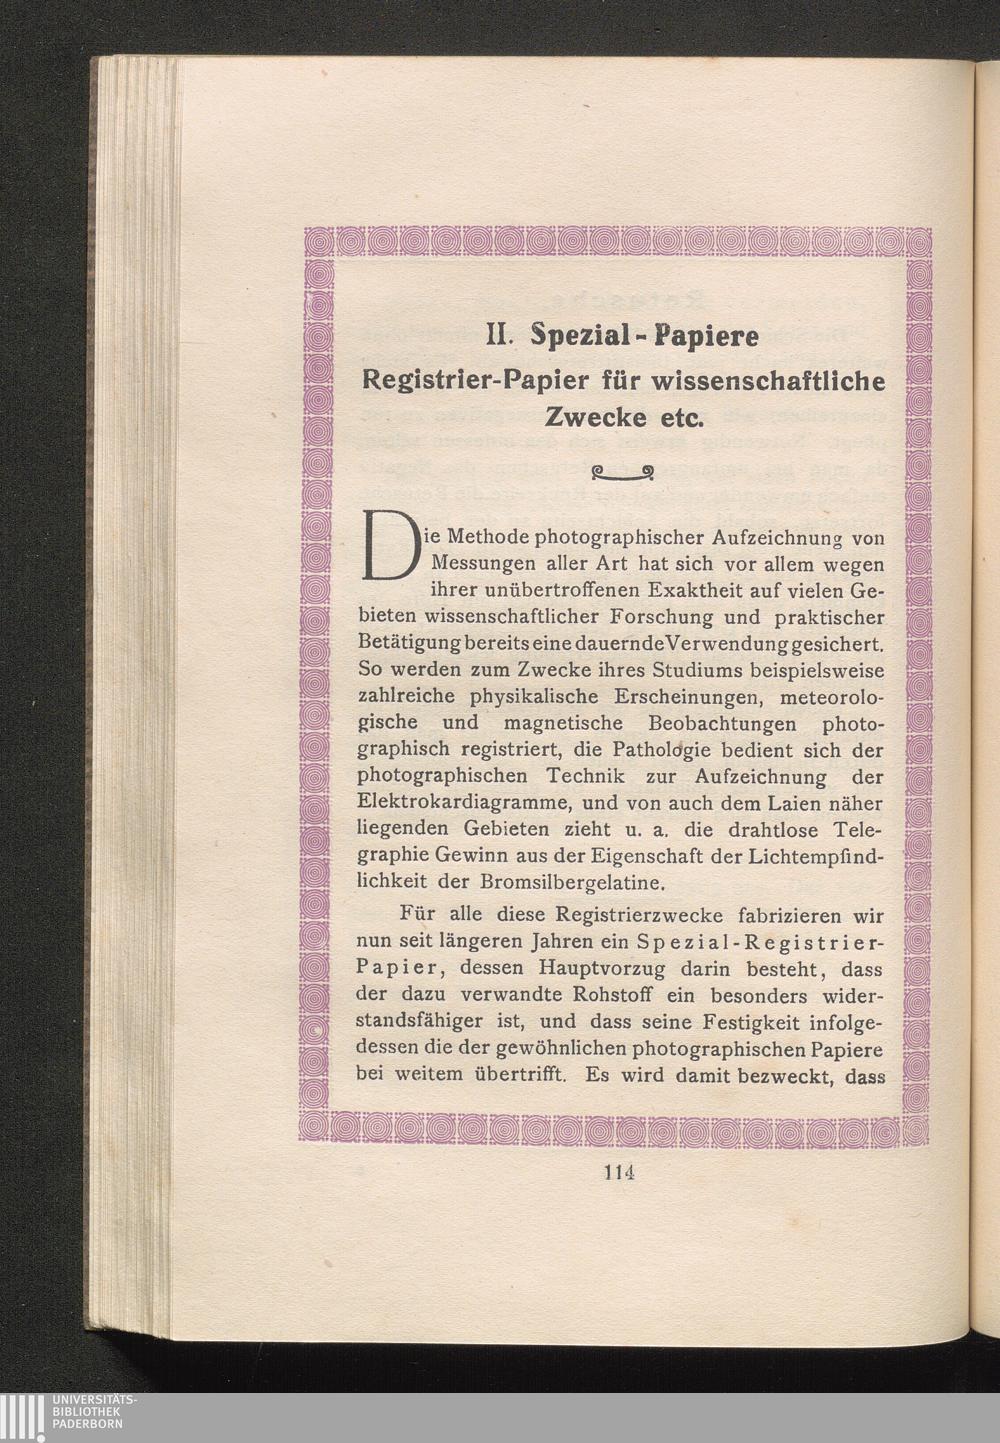 II. Spezial-Papiere
Registrier-Papier für wissenschaftliche
Zwecke etc.
Die Methode photographischer Aufzeichnung von
Messungen aller Art hat sich vor allem wegen
ihrer unübertroffenen Exaktheit auf vielen Ge-
bieten wissenschaftlicher Forschung und praktischer
Betätigung bereits eine dauernde Verwendung gesichert.
So werden zum Zwecke ihres Studiums beispielsweise
zahlreiche physikalische Erscheinungen, meteorolo-
gische und magnetische Beobachtungen photo-
graphisch registriert, die Pathologie bedient sich der
photographischen Technik zur Aufzeichnung der
Elektrokardiagramme, und von auch dem Laien näher
liegenden Gebieten zieht u. a. die drahtlose Tele-
graphie Gewinn aus der Eigenschaft der Lichtempfind-
lichkeit der Bromsilbergelatine.
Für alle diese Registrierzwecke fabrizieren wir
nun seit längeren Jahren ein Spezial-Registrier-
Papier, dessen Hauptvorzug darin besteht, dass
der dazu verwandte Rohstoff ein besonders wider-
standsfähiger ist, und dass seine Festigkeit infolge-
dessen die der gewöhnlichen photographischen Papiere
bei weitem übertrifft. Es wird damit bezweckt, dass
114
UNIVERSITÄTS-
BIBLIOTHEK
PADERBORN